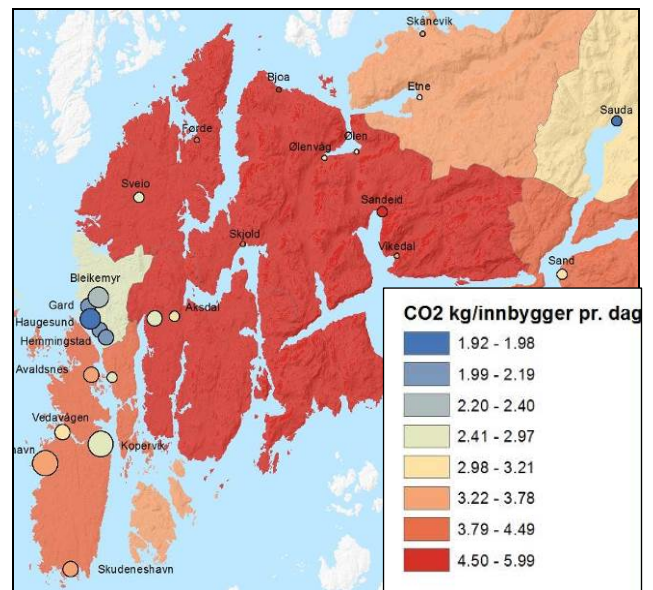 Skånevik
Bjoa
Etne
Sauda
Førde
Ølen
Ølenvåg
Sveio
Sandeid
Skjold
Vikedal
Sand
Bleikemyr
Gard
Haugesund
Hemmingstad
Aksdal
Avaldsnes
Vedavågen
Kopervik
havn
Skudeneshavn
CO2 kg/innbygger pr. dag
1.92 - 1.98
1.99 - 2.19
2.20 - 2.40
2.41 - 2.97
2.98 - 3.21
3.22 - 3.78
3.79 - 4.49
4.50 - 5.99